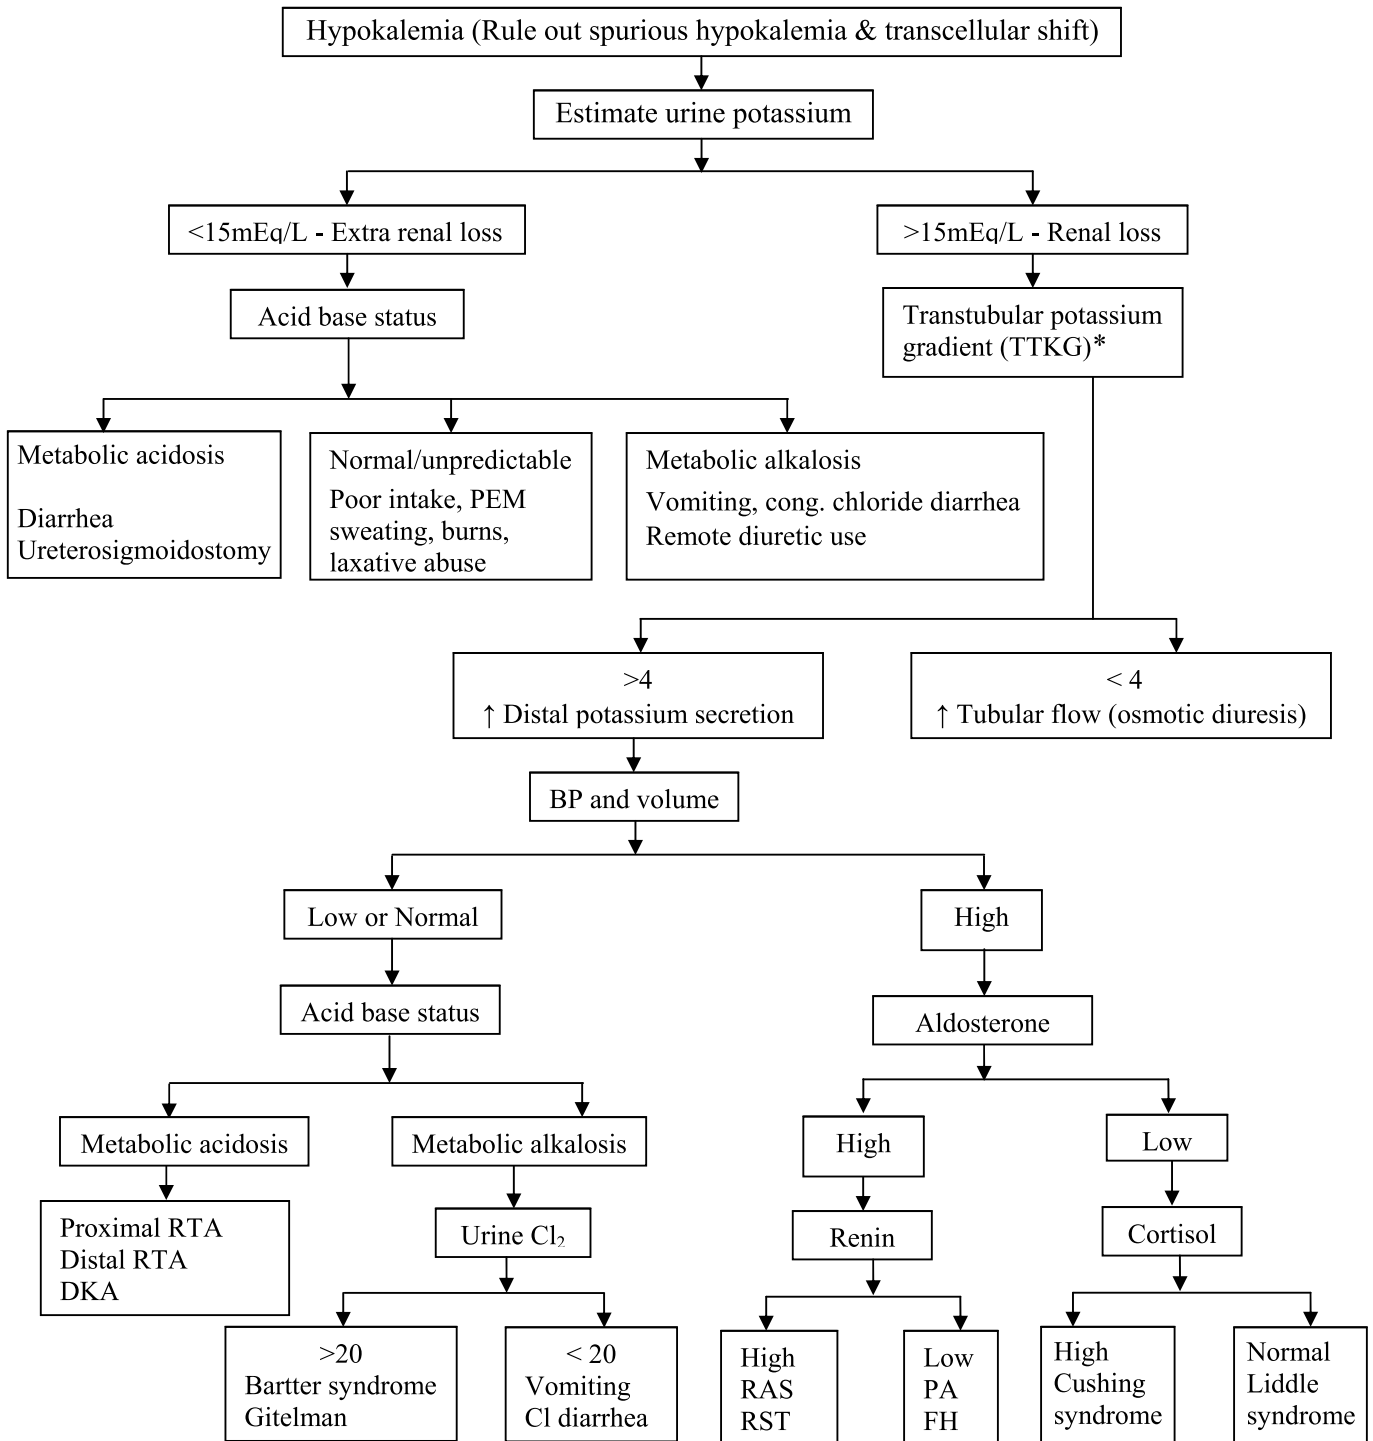 Hypokalemia (Rule out spurious hypokalemia & transcellular shift)
Estimate urine potassium
<15mEq/L - Extra renal loss
>15mEq/L - Renal loss
Acid base status
Transtubular potassium
gradient (TTKG)*
Metabolic acidosis
Diarrhea
Ureterosigmoidostomy
Normal/unpredictable
Poor intake, PEM
sweating, burns,
laxative abuse
Metabolic alkalosis
Vomiting, cong. chloride diarrhea
Remote diuretic use
>4
↑ Distal potassium secretion
< 4
↑ Tubular flow (osmotic diuresis)
BP and volume
Low or Normal
High
Acid base status
Aldosterone
Metabolic acidosis
Metabolic alkalosis
High
Low
Proximal RTA
Distal RTA
DKA
Urine Cl₂
Renin
Cortisol
>20
Bartter syndrome
Gitelman
< 20
Vomiting
Cl diarrhea
High
RAS
RST
Low
PA
FH
High
Cushing
syndrome
Normal
Liddle
syndrome